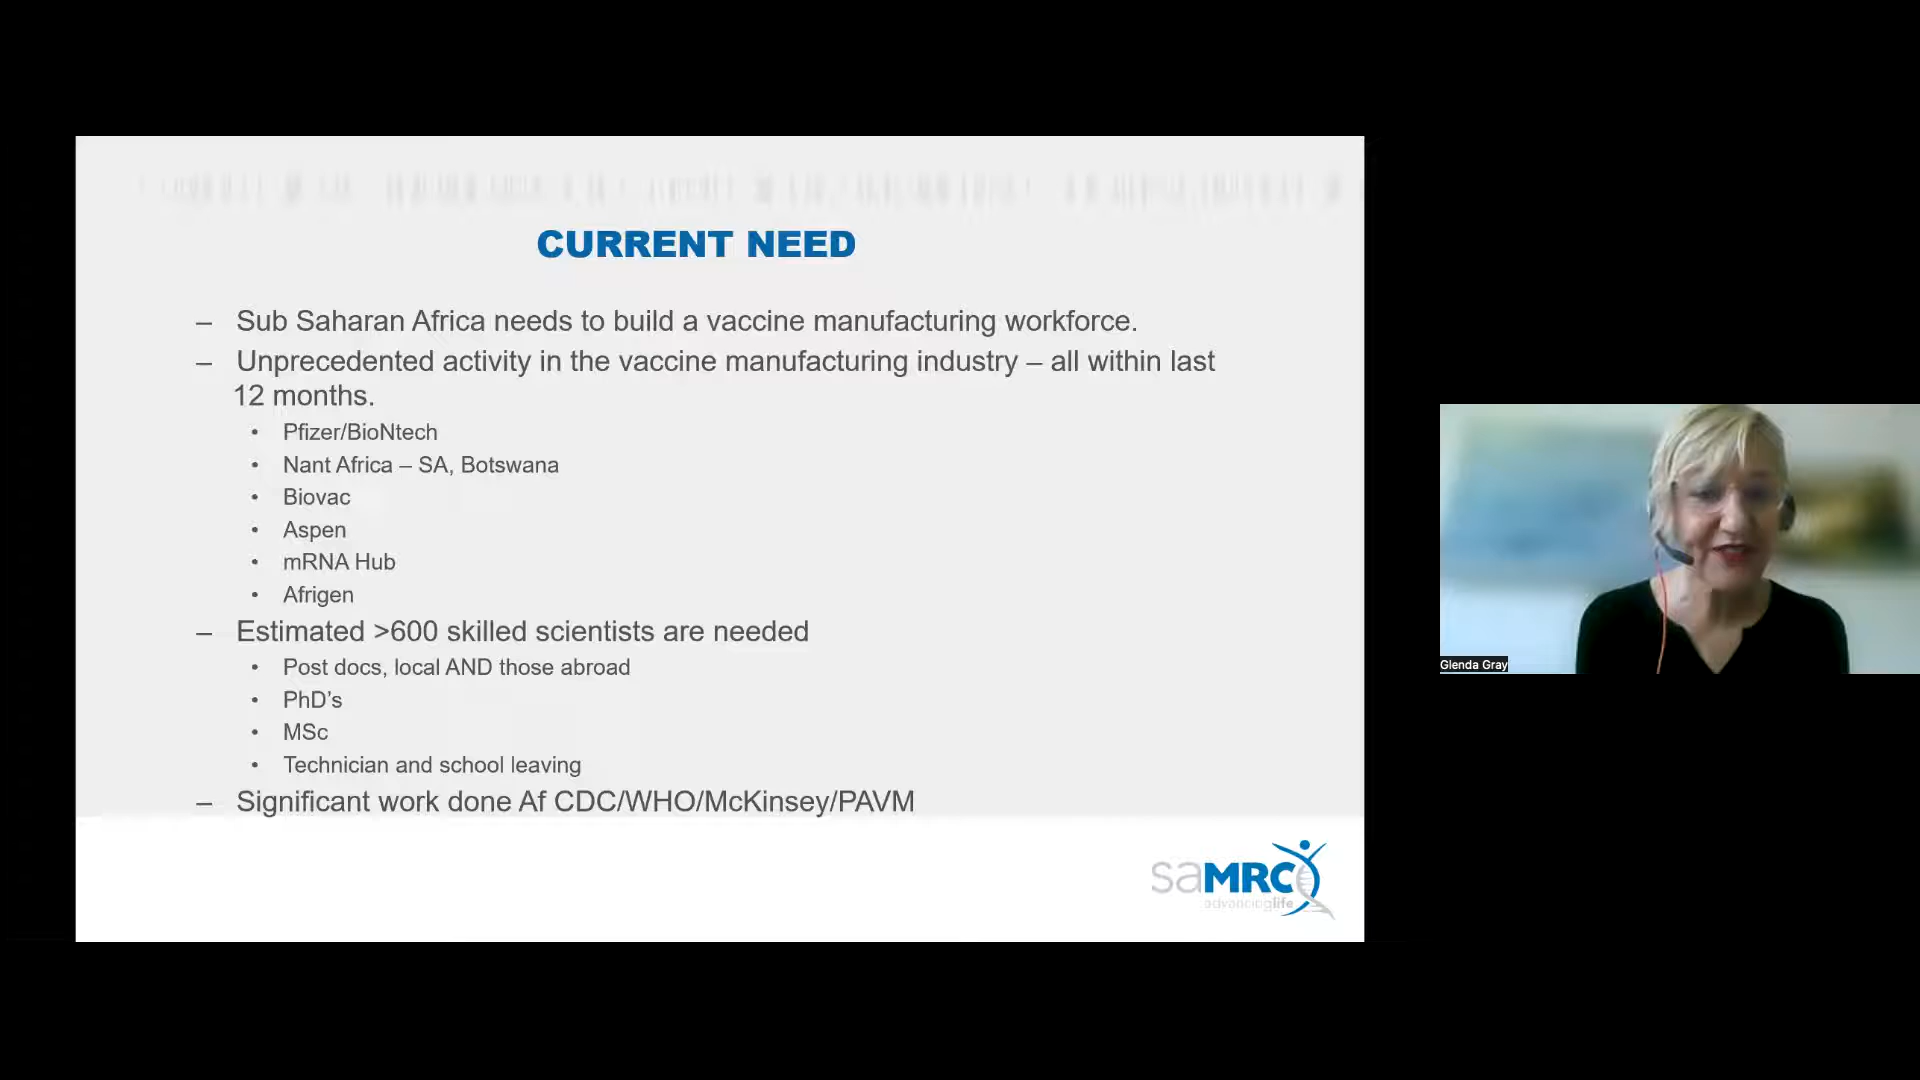 CURRENT NEED
– Sub Saharan Africa needs to build a vaccine manufacturing workforce.
– Unprecedented activity in the vaccine manufacturing industry – all within last
12 months.
• Pfizer/BioNtech
• Nant Africa – SA, Botswana
• Biovac
• Aspen
• mRNA Hub
• Afrigen
– Estimated >600 skilled scientists are needed
• Post docs, local AND those abroad
• PhD’s
• MSc
• Technician and school leaving
– Significant work done Af CDC/WHO/McKinsey/PAVM
saMRC
advancinglife
Glenda Gray